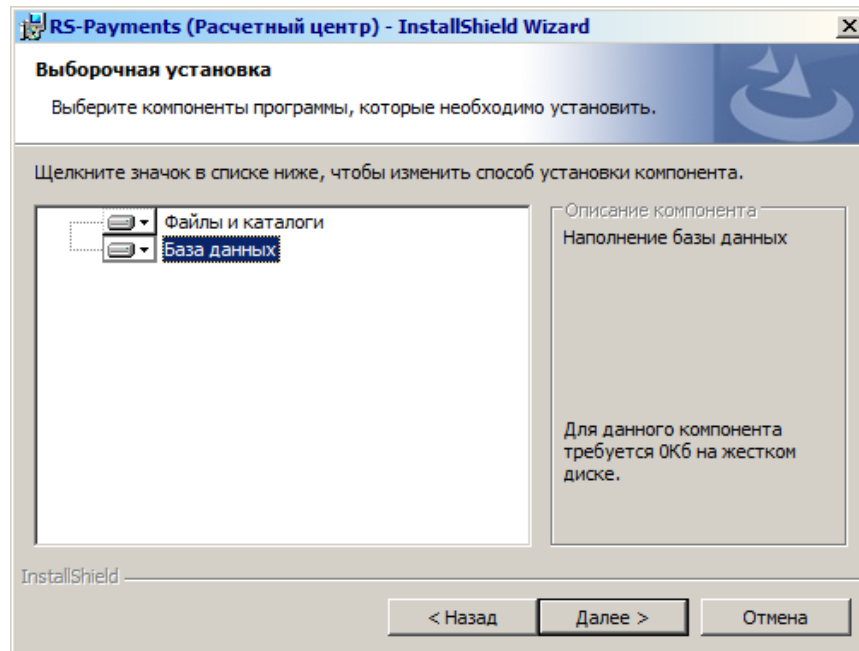 RS-Payments (Расчетный центр) - InstallShield Wizard
Выборочная установка
Выберите компоненты программы, которые необходимо установить.
Щелкните значок в списке ниже, чтобы изменить способ установки компонента.
Файлы и каталоги
База данных
Описание компонента
Наполнение базы данных
Для данного компонента
требуется 0Кб на жестком
диске.
InstallShield
< Назад
Далее >
Отмена